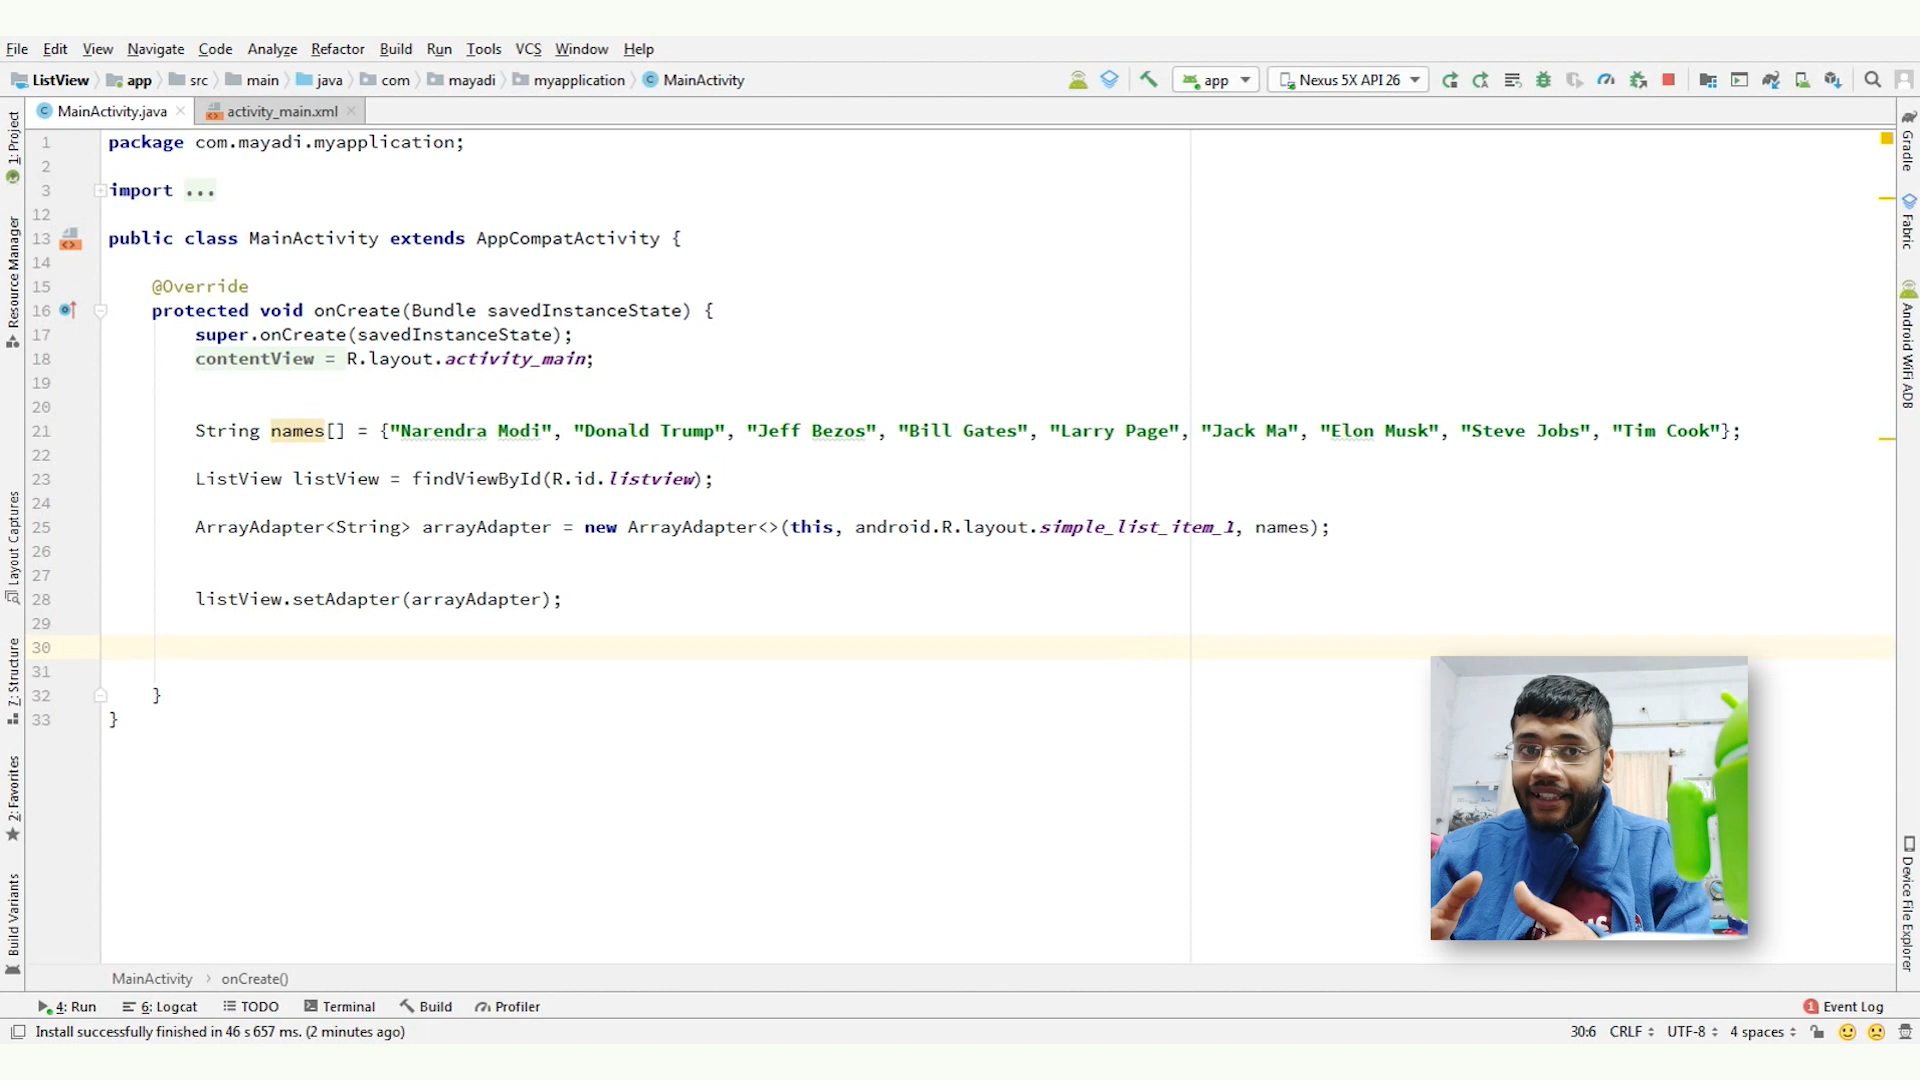 File Edit View Navigate Code Analyze Refactor Build Run Tools VCS Window Help
ListView app src main java com mayadi myapplication MainActivity app Nexus 5X API 26
MainActivity.java activity_main.xml
1 package com.mayadi.myapplication;
2
3 import ...
12
13 public class MainActivity extends AppCompatActivity {
14
15 @Override
16 protected void onCreate(Bundle savedInstanceState) {
17 super.onCreate(savedInstanceState);
18 contentView = R.layout.activity_main;
19
20
21 String names[] = {"Narendra Modi", "Donald Trump", "Jeff Bezos", "Bill Gates", "Larry Page", "Jack Ma", "Elon Musk", "Steve Jobs", "Tim Cook"};
22
23 ListView listView = findViewById(R.id.listview);
24
25 ArrayAdapter<String> arrayAdapter = new ArrayAdapter<>(this, android.R.layout.simple_list_item_1, names);
26
27
28 listView.setAdapter(arrayAdapter);
29
30
31
32 }
33 }
1: Project
Resource Manager
Layout Captures
7: Structure
2: Favorites
Build Variants
Gradle
Fabric
Android WiFi ADB
Device File Explorer
MainActivity › onCreate()
4: Run 6: Logcat TODO Terminal Build Profiler 1 Event Log
Install successfully finished in 46 s 657 ms. (2 minutes ago) 30:6 CRLF UTF-8 4 spaces